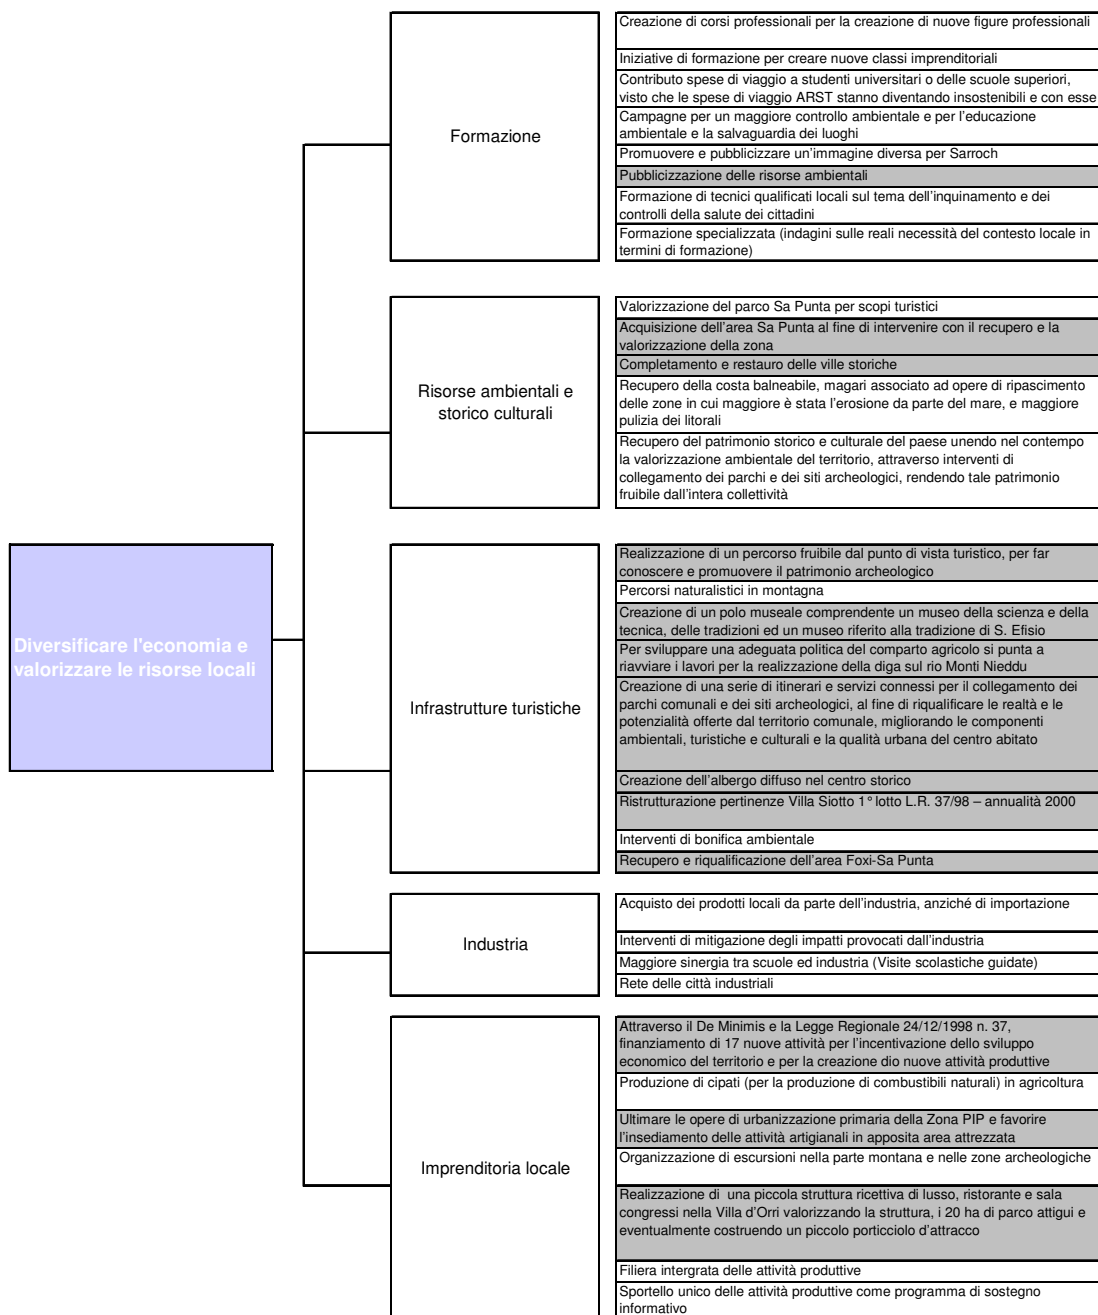 Diversificare l'economia e
valorizzare le risorse locali
Formazione
Creazione di corsi professionali per la creazione di nuove figure professionali
Iniziative di formazione per creare nuove classi imprenditoriali
Contributo spese di viaggio a studenti universitari o delle scuole superiori,
visto che le spese di viaggio ARST stanno diventando insostenibili e con esse
Campagne per un maggiore controllo ambientale e per l'educazione
ambientale e la salvaguardia dei luoghi
Promuovere e pubblicizzare un'immagine diversa per Sarroch
Pubblicizzazione delle risorse ambientali
Formazione di tecnici qualificati locali sul tema dell'inquinamento e dei
controlli della salute dei cittadini
Formazione specializzata (indagini sulle reali necessità del contesto locale in
termini di formazione)
Risorse ambientali e
storico culturali
Valorizzazione del parco Sa Punta per scopi turistici
Acquisizione dell'area Sa Punta al fine di intervenire con il recupero e la
valorizzazione della zona
Completamento e restauro delle ville storiche
Recupero della costa balneabile, magari associato ad opere di ripascimento
delle zone in cui maggiore è stata l'erosione da parte del mare, e maggiore
pulizia dei litorali
Recupero del patrimonio storico e culturale del paese unendo nel contempo
la valorizzazione ambientale del territorio, attraverso interventi di
collegamento dei parchi e dei siti archeologici, rendendo tale patrimonio
fruibile dall'intera collettività
Infrastrutture turistiche
Realizzazione di un percorso fruibile dal punto di vista turistico, per far
conoscere e promuovere il patrimonio archeologico
Percorsi naturalistici in montagna
Creazione di un polo museale comprendente un museo della scienza e della
tecnica, delle tradizioni ed un museo riferito alla tradizione di S. Efisio
Per sviluppare una adeguata politica del comparto agricolo si punta a
riavviare i lavori per la realizzazione della diga sul rio Monti Nieddu
Creazione di una serie di itinerari e servizi connessi per il collegamento dei
parchi comunali e dei siti archeologici, al fine di riqualificare le realtà e le
potenzialità offerte dal territorio comunale, migliorando le componenti
ambientali, turistiche e culturali e la qualità urbana del centro abitato
Creazione dell'albergo diffuso nel centro storico
Ristrutturazione pertinenze Villa Siotto 1° lotto L.R. 37/98 – annualità 2000
Interventi di bonifica ambientale
Recupero e riqualificazione dell'area Foxi-Sa Punta
Industria
Acquisto dei prodotti locali da parte dell'industria, anziché di importazione
Interventi di mitigazione degli impatti provocati dall'industria
Maggiore sinergia tra scuole ed industria (Visite scolastiche guidate)
Rete delle città industriali
Imprenditoria locale
Attraverso il De Minimis e la Legge Regionale 24/12/1998 n. 37,
finanziamento di 17 nuove attività per l'incentivazione dello sviluppo
economico del territorio e per la creazione dio nuove attività produttive
Produzione di cipati (per la produzione di combustibili naturali) in agricoltura
Ultimare le opere di urbanizzazione primaria della Zona PIP e favorire
l'insediamento delle attività artigianali in apposita area attrezzata
Organizzazione di escursioni nella parte montana e nelle zone archeologiche
Realizzazione di una piccola struttura ricettiva di lusso, ristorante e sala
congressi nella Villa d'Orri valorizzando la struttura, i 20 ha di parco attigui e
eventualmente costruendo un piccolo porticciolo d'attracco
Filiera intergrata delle attività produttive
Sportello unico delle attività produttive come programma di sostegno
informativo